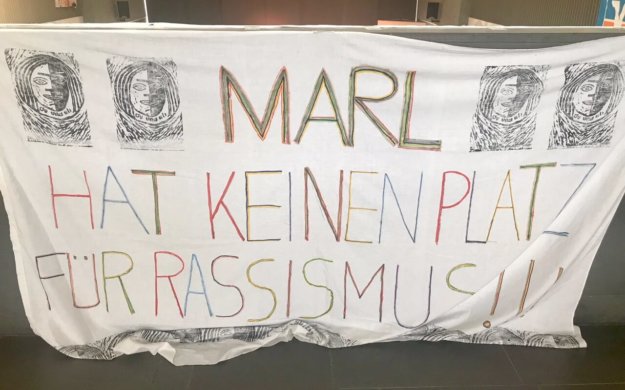 MARL
HAT KEINEN PLATZ
FÜR RASSISMUS!!!